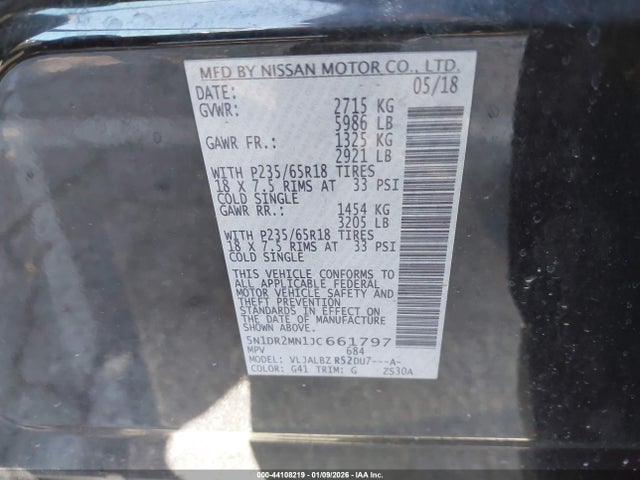 MFD BY NISSAN MOTOR CO., LTD.
DATE: 05/18
GVWR: 2715 KG
5986 LB
GAWR FR.: 1325 KG
2921 LB
WITH P235/65R18 TIRES
18 X 7.5 RIMS AT 33 PSI
COLD SINGLE
GAWR RR.: 1454 KG
3205 LB
WITH P235/65R18 TIRES
18 X 7.5 RIMS AT 33 PSI
COLD SINGLE
THIS VEHICLE CONFORMS TO
ALL APPLICABLE FEDERAL
MOTOR VEHICLE SAFETY AND
THEFT PREVENTION
STANDARDS IN EFFECT ON
THE DATE OF MANUFACTURE
SHOWN ABOVE.
5N1DR2MN1JC661797
MPV 684
MODEL: VLJALBZ R52DU7---A-
COLOR: G41 TRIM: G ZS30A
000-44108219 | 01/09/2026 - IAA Inc.